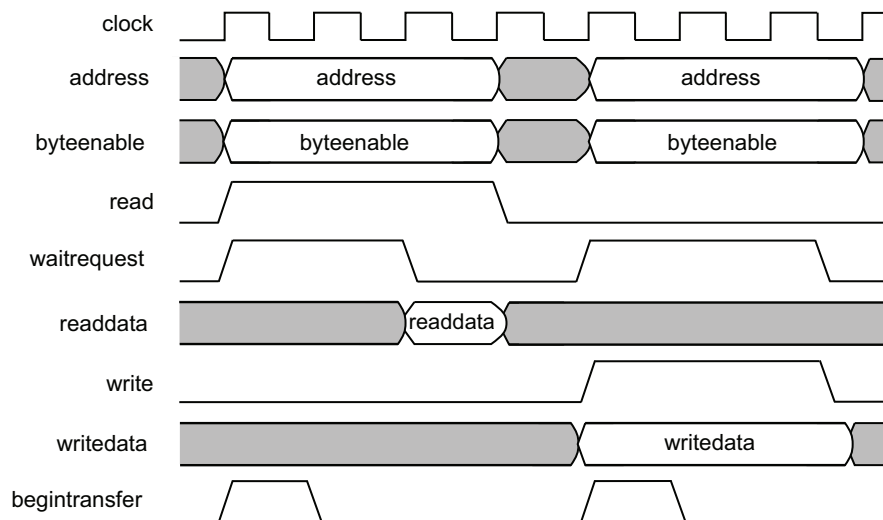 clock
address address address
byteenable byteenable byteenable
read
waitrequest
readdata readdata
write
writedata writedata
begintransfer